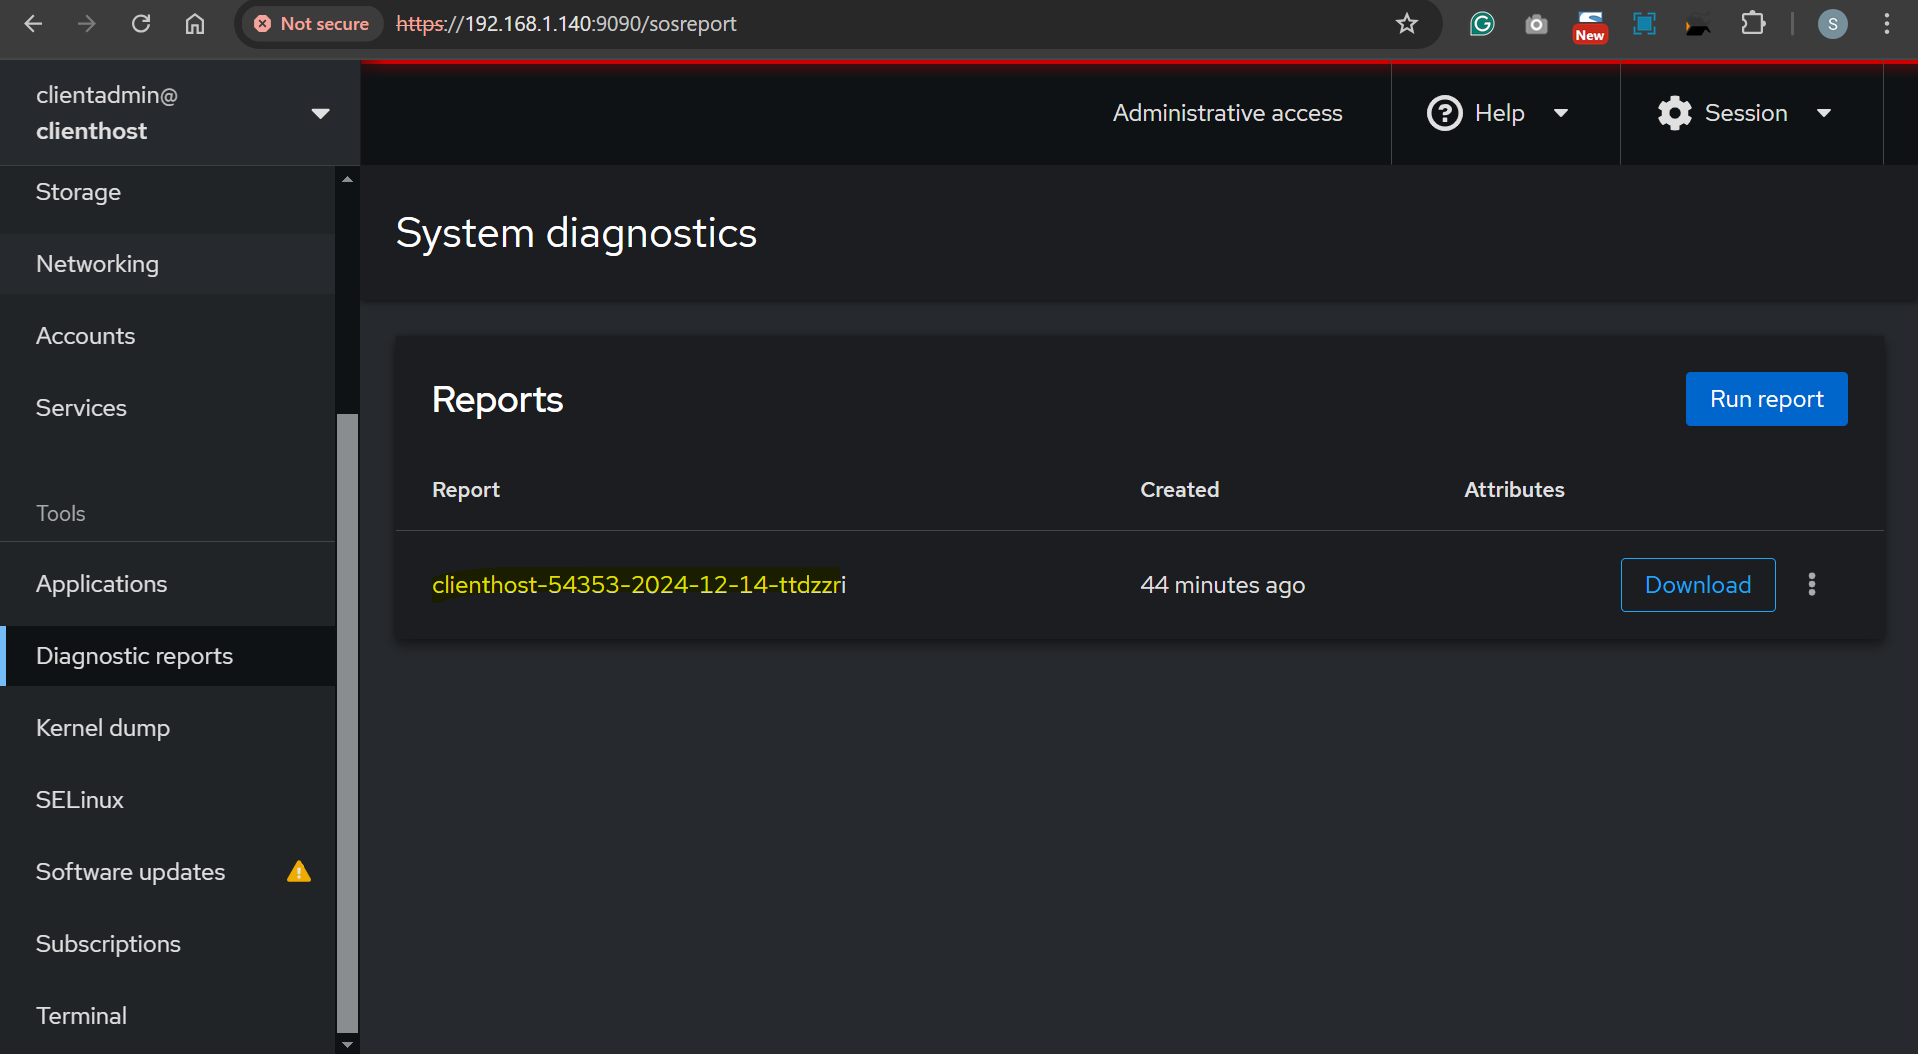 Not secure https://192.168.1.140:9090/sosreport
New
S
clientadmin@
clienthost
Administrative access
Help
Session
Storage
Networking
Accounts
Services
Tools
Applications
Diagnostic reports
Kernel dump
SELinux
Software updates
Subscriptions
Terminal
System diagnostics
Reports
Run report
Report Created Attributes
clienthost-54353-2024-12-14-ttdzzri 44 minutes ago Download